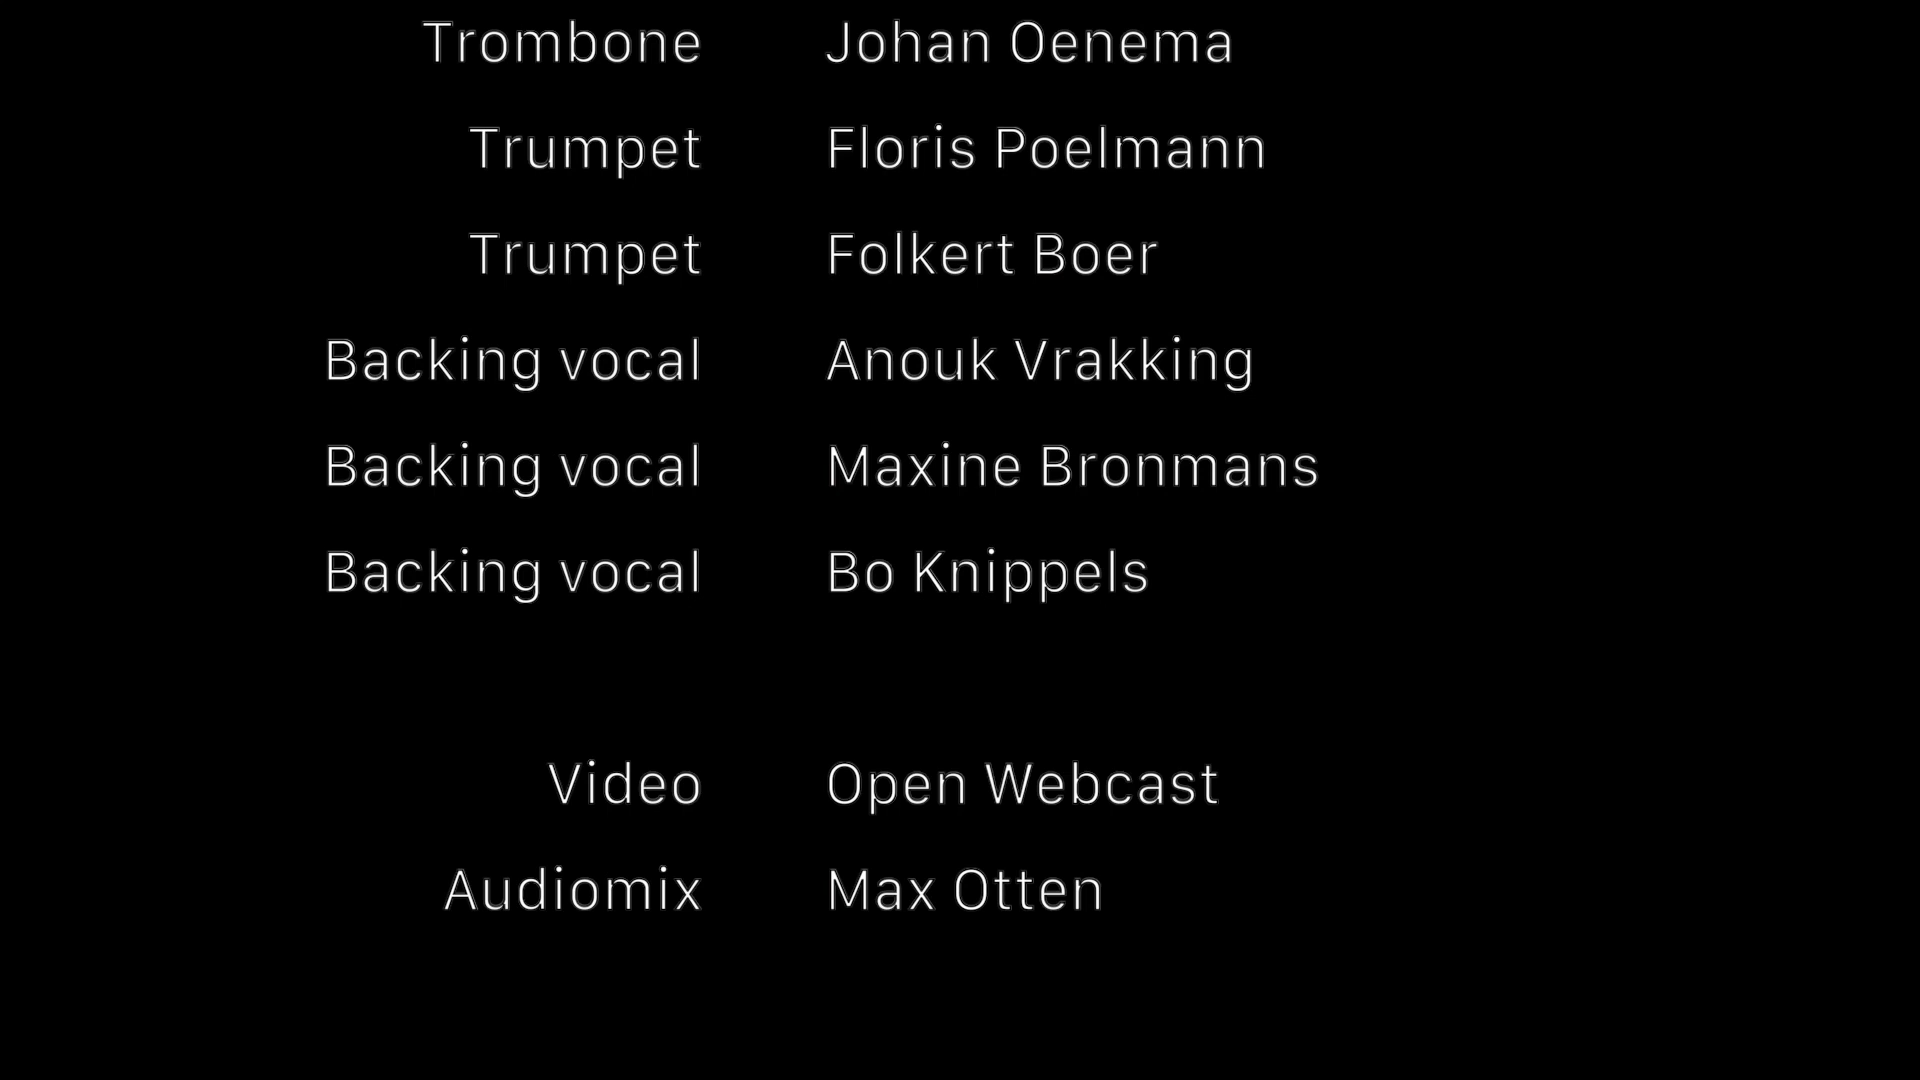 Trombone Johan Oenema
Trumpet Floris Poelmann
Trumpet Folkert Boer
Backing vocal Anouk Vrakking
Backing vocal Maxine Bronmans
Backing vocal Bo Knippels
Video Open Webcast
Audiomix Max Otten